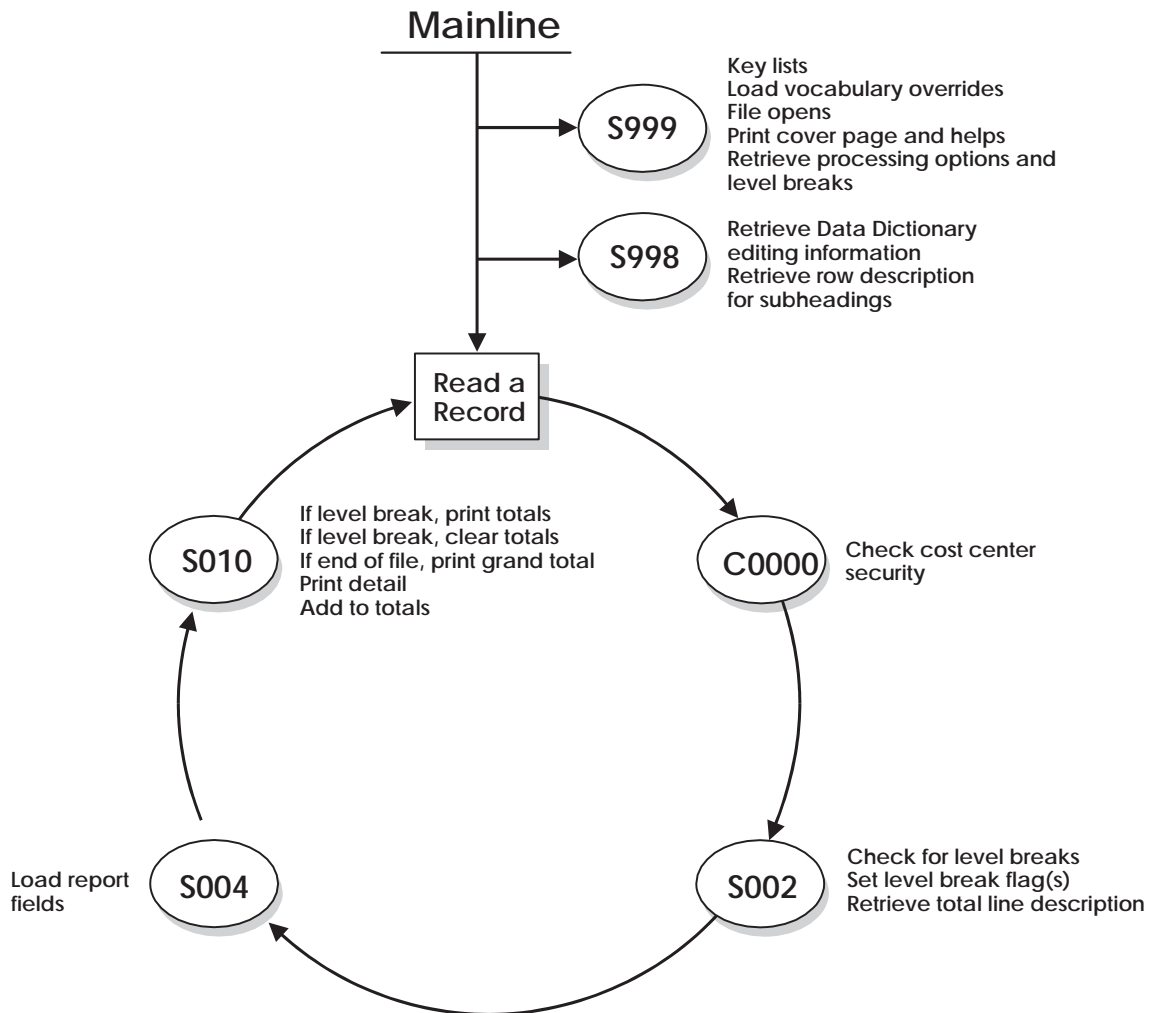 Mainline
S999
Key lists
Load vocabulary overrides
File opens
Print cover page and helps
Retrieve processing options and
level breaks
S998
Retrieve Data Dictionary
editing information
Retrieve row description
for subheadings
Read a
Record
C0000
Check cost center
security
S002
Check for level breaks
Set level break flag(s)
Retrieve total line description
S004
Load report
fields
S010
If level break, print totals
If level break, clear totals
If end of file, print grand total
Print detail
Add to totals